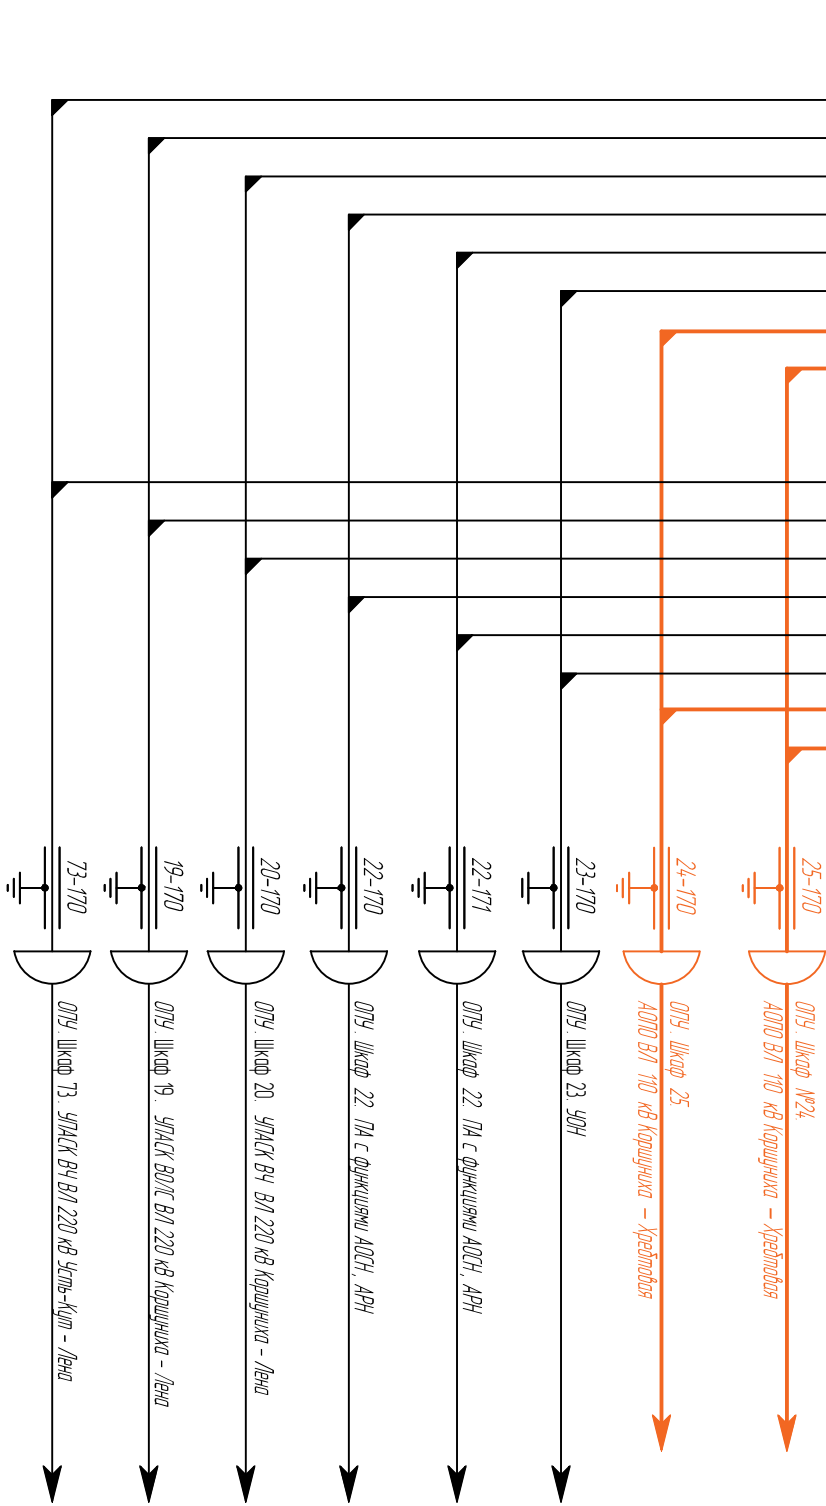 73-170
19-170
20-170
22-170
22-171
23-170
24-170
25-170
ОПУ. Шкаф 73. УПАСК ВЧ ВЛ 220 кВ Усть-Кут - Лена
ОПУ. Шкаф 19. УПАСК ВОЛС ВЛ 220 кВ Коршуниха - Лена
ОПУ. Шкаф 20. УПАСК ВЧ ВЛ 220 кВ Коршуниха - Лена
ОПУ. Шкаф 22. ПА с функциями АОСН, АРН
ОПУ. Шкаф 22. ПА с функциями АОСН, АРН
ОПУ. Шкаф 23. УОН
ОПУ. Шкаф 25.
АОПО ВЛ 110 кВ Коршуниха - Хребтовая
ОПУ. Шкаф №24
АОПО ВЛ 110 кВ Коршуниха - Хребтовая